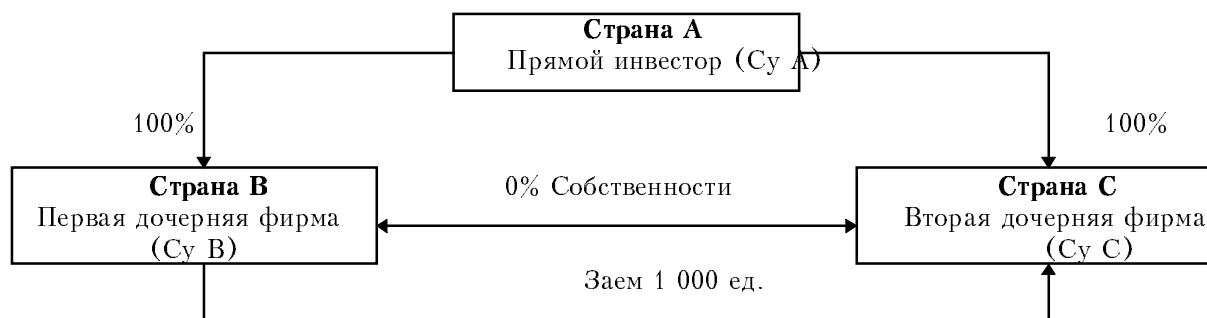 Страна A
Прямой инвестор (Су А)
100%
100%
Страна B
Первая дочерняя фирма
(Су В)
0% Собственности
Страна C
Вторая дочерняя фирма
(Су С)
Заем 1 000 ед.